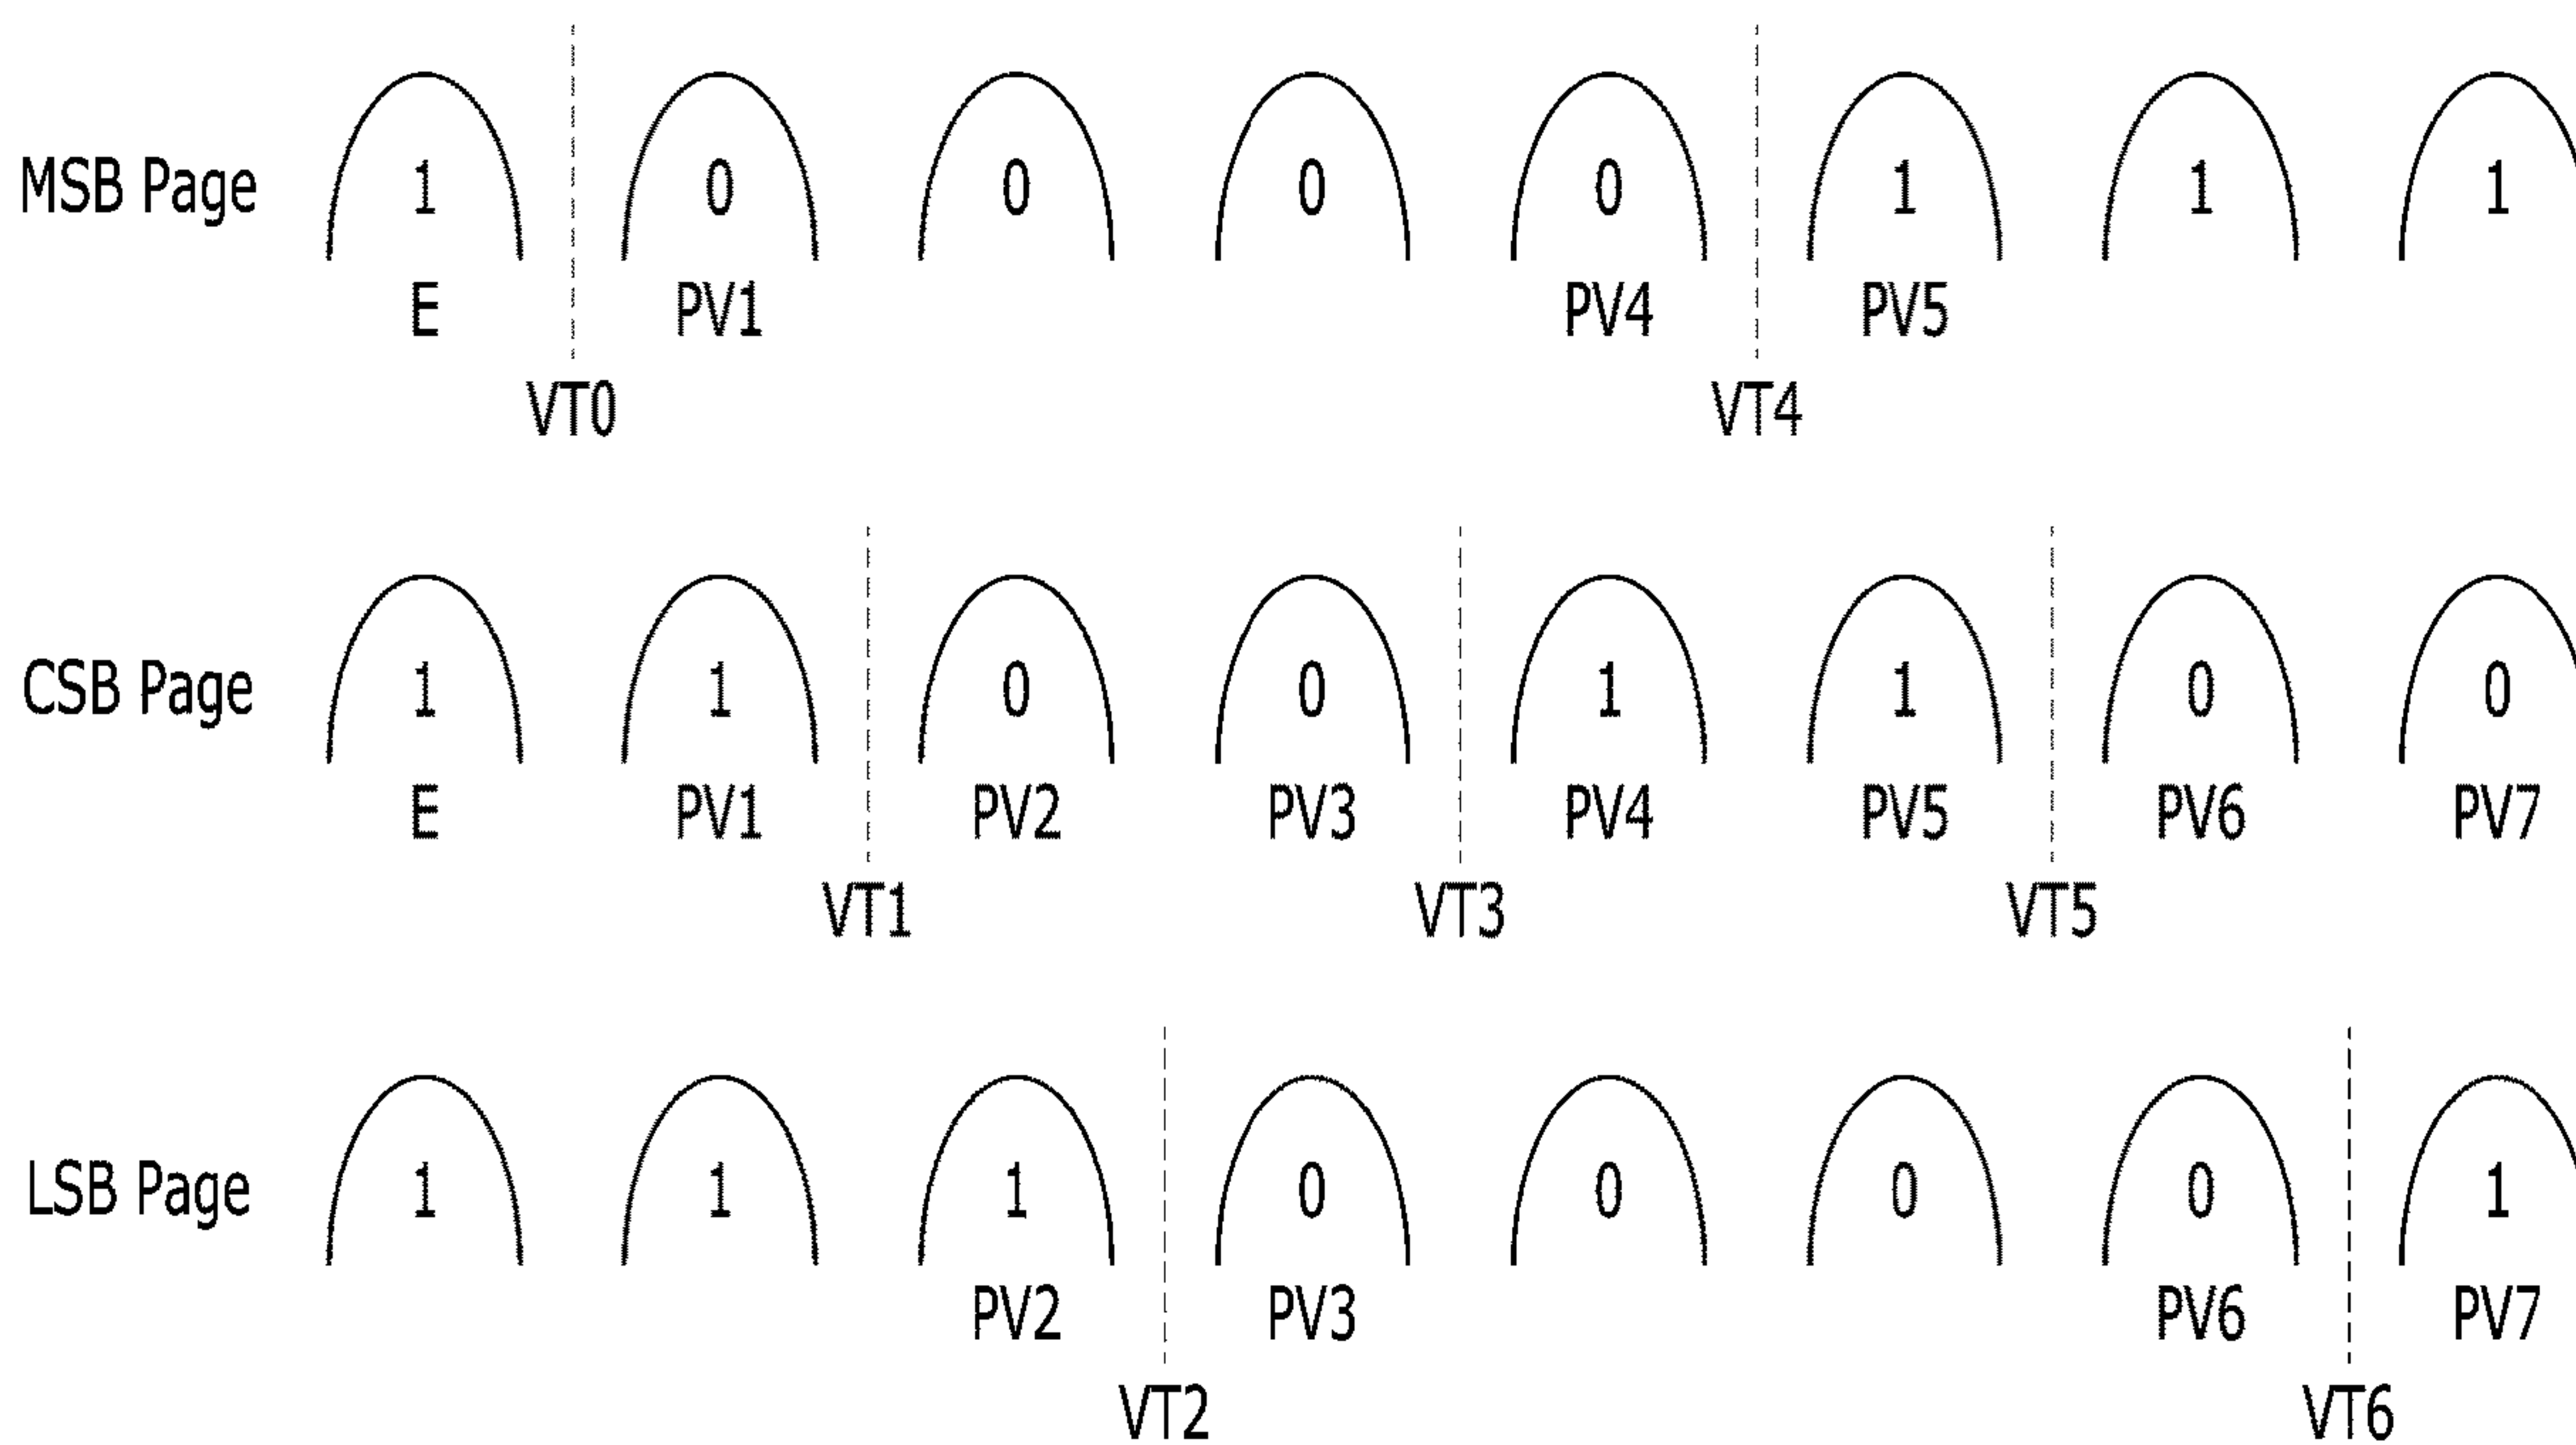 MSB Page 1 0 0 0 0 1 1 1
E PV1 PV4 PV5
VT0 VT4
CSB Page 1 1 0 0 1 1 0 0
E PV1 PV2 PV3 PV4 PV5 PV6 PV7
VT1 VT3 VT5
LSB Page 1 1 1 0 0 0 0 1
PV2 PV3 PV6 PV7
VT2 VT6